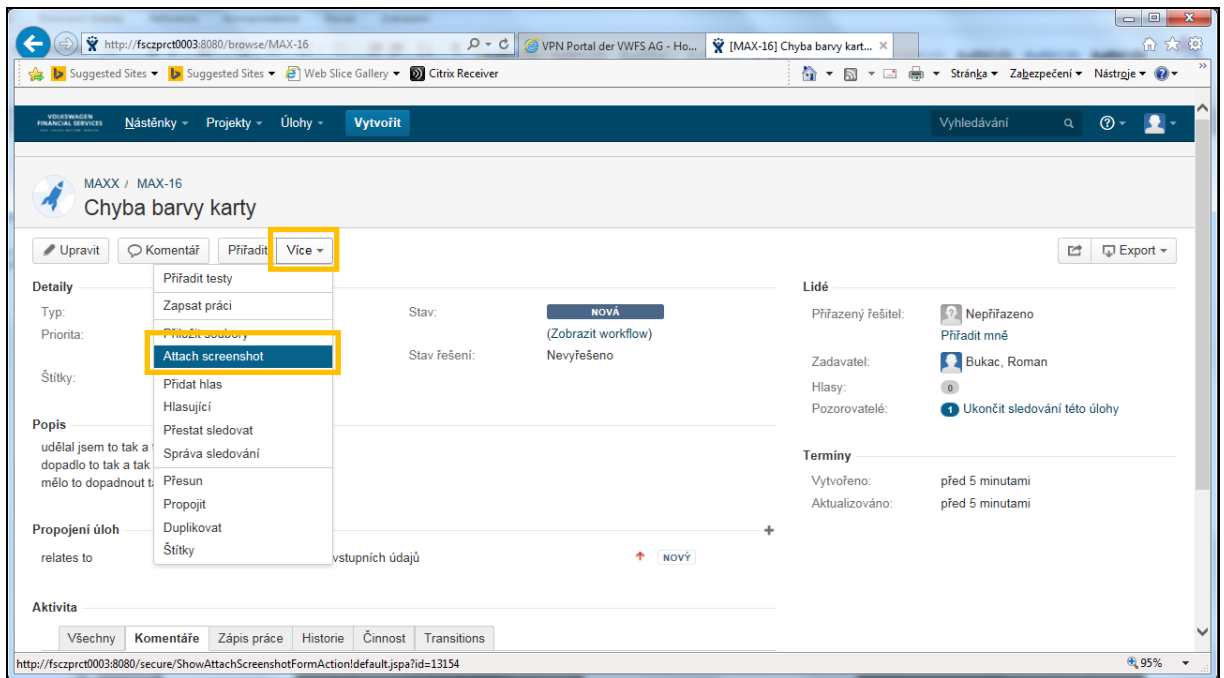 http://fsczprct0003:8080/browse/MAX-16
VPN Portal der VWFS AG - Ho...
[MAX-16] Chyba barvy kart...
Suggested Sites
Suggested Sites
Web Slice Gallery
Citrix Receiver
Stránka
Zabezpečení
Nástroje
VOLKSWAGEN
FINANCIAL SERVICES
Nástěnky
Projekty
Úlohy
Vytvořit
Vyhledávání
MAXX / MAX-16
Chyba barvy karty
Upravit
Komentář
Přiřadit
Více
Export
Detaily
Typ:
Priorita:
Štítky:
Přiřadit testy
Zapsat práci
Přiložit soubory
Attach screenshot
Přidat hlas
Hlasující
Přestat sledovat
Správa sledování
Přesun
Propojit
Duplikovat
Štítky
Stav:
NOVÁ
(Zobrazit workflow)
Stav řešení:
Nevyřešeno
Lidé
Přiřazený řešitel:
Nepřiřazeno
Přiřadit mně
Zadavatel:
Bukac, Roman
Hlasy:
0
Pozorovatelé:
1 Ukončit sledování této úlohy
Popis
udělal jsem to tak a
dopadlo to tak a tak
mělo to dopadnout
Termíny
Vytvořeno:
před 5 minutami
Aktualizováno:
před 5 minutami
Propojení úloh
relates to
vstupních údajů
NOVÝ
Aktivita
Všechny
Komentáře
Zápis práce
Historie
Činnost
Transitions
http://fsczprct0003:8080/secure/ShowAttachScreenshotFormAction!default.jspa?id=13154
95%